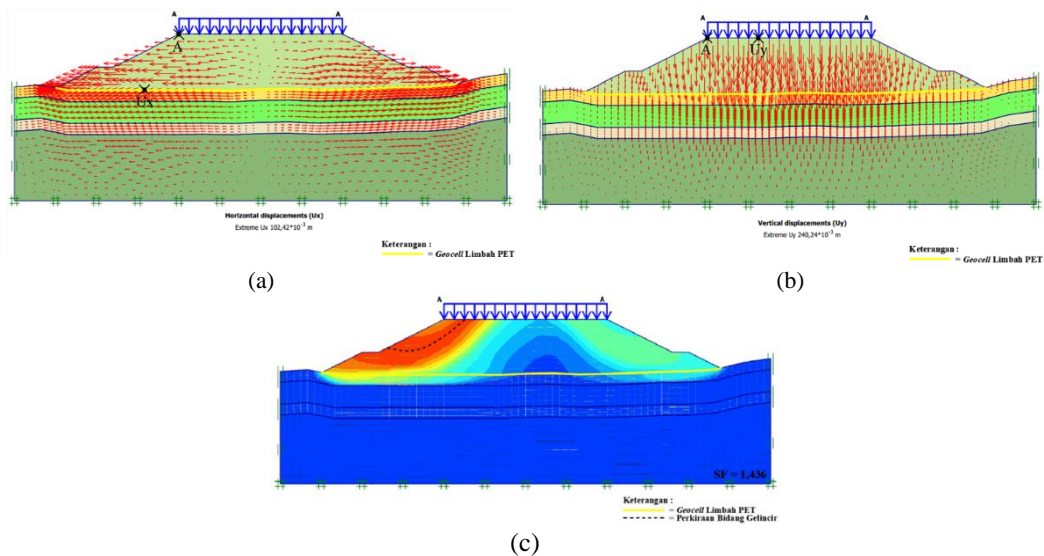 A A
A
Ux
Horizontal displacements (Ux)
Extreme Ux 102,42*10-3 m
Keterangan :
= Geocell Limbah PET
(a)
A A
A Uy
Vertical displacements (Uy)
Extreme Uy 240,24*10-3 m
Keterangan :
= Geocell Limbah PET
(b)
A A
SF = 1,436
Keterangan :
= Geocell Limbah PET
= Perkiraan Bidang Gelincir
(c)